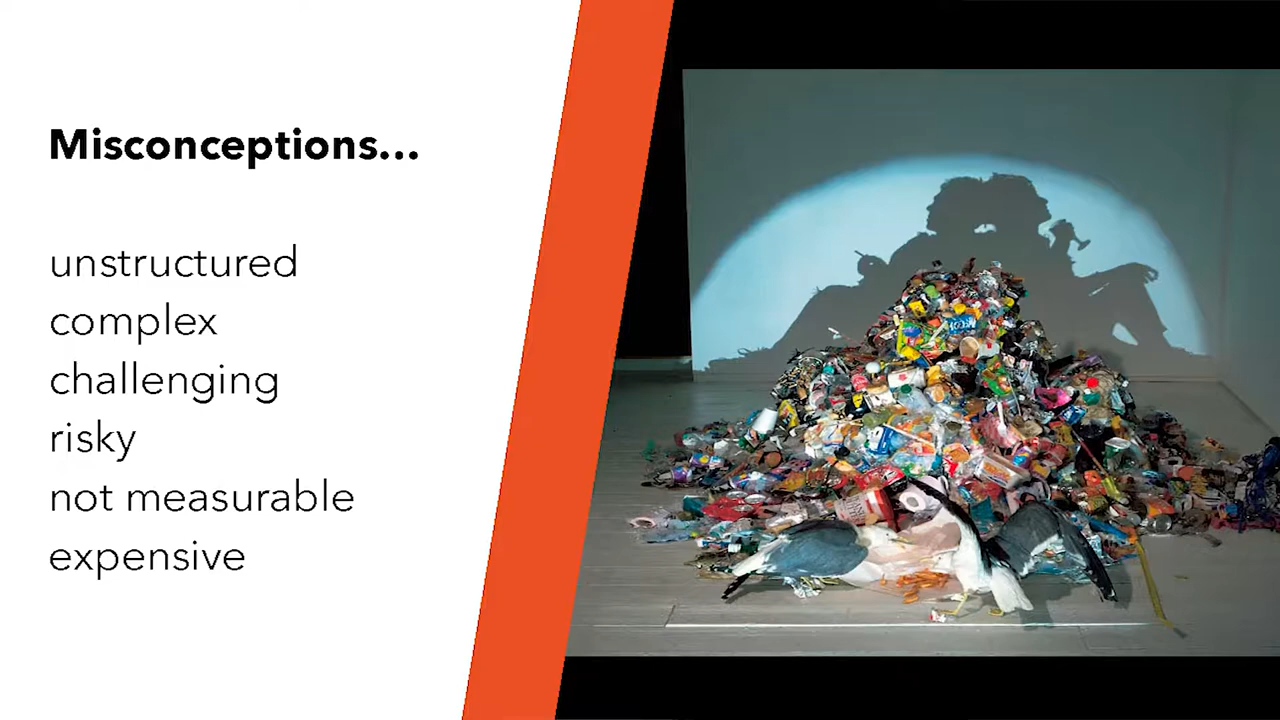 Misconceptions...
unstructured
complex
challenging
risky
not measurable
expensive